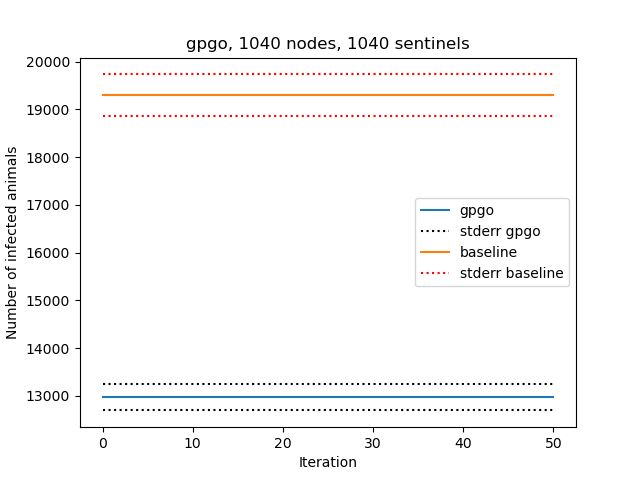 gpgo, 1040 nodes, 1040 sentinels
Number of infected animals
20000
19000
18000
17000
16000
15000
14000
13000
gpgo
stderr gpgo
baseline
stderr baseline
0 10 20 30 40 50
Iteration